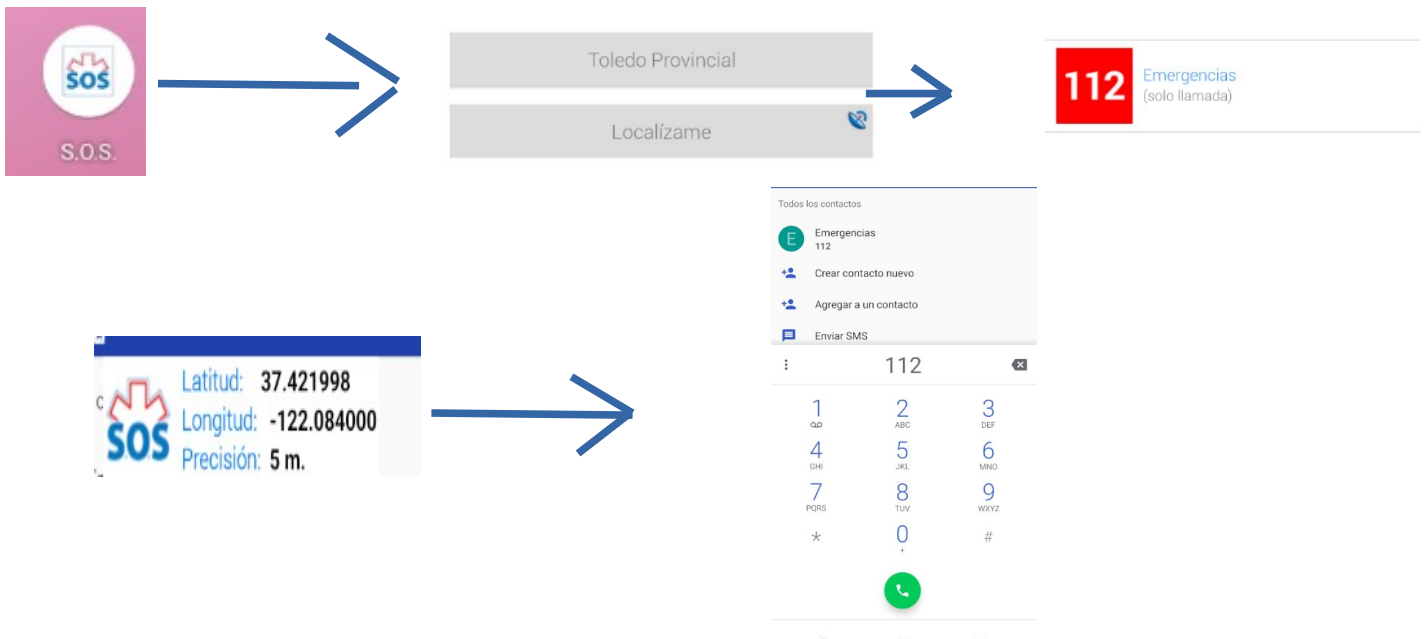 SOS
S.O.S.
Toledo Provincial
Localízame
112
Emergencias
(solo llamada)
Todos los contactos
E
Emergencias
112
Crear contacto nuevo
Agregar a un contacto
Enviar SMS
112
1 2 3
ABC DEF
4 5 6
GHI JKL MNO
7 8 9
PQRS TUV WXYZ
* 0 #
+
C
SOS
Latitud: 37.421998
Longitud: -122.084000
Precisión: 5 m.